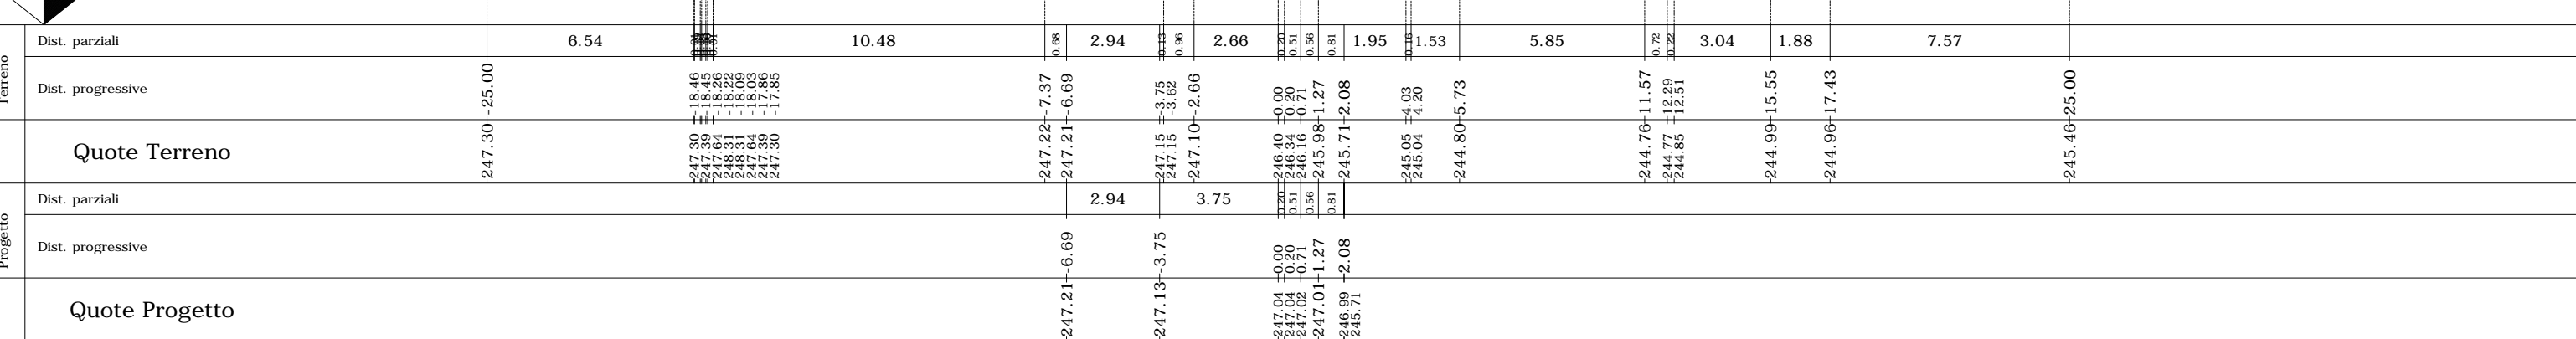 Terreno
Dist. parziali
6.54 10.48 0.68 2.94 0.13 0.96 2.66 0.20 0.51 0.56 0.81 1.95 0.16 1.53 5.85 0.72 0.22 3.04 1.88 7.57
Dist. progressive
-25.00 -18.46 -18.45 -18.26 -18.22 -18.09 -18.03 -17.86 -17.85 -7.37 -6.69 -3.75 -3.62 -2.66 0.00 0.20 0.71 1.27 2.08 4.03 4.20 5.73 11.57 12.29 12.51 15.55 17.43 25.00
Quote Terreno
247.30 247.30 247.39 247.64 248.31 248.31 247.64 247.39 247.30 247.22 247.21 247.15 247.15 247.10 246.40 246.34 246.16 245.98 245.71 245.05 245.04 244.80 244.76 244.77 244.85 244.99 244.96 245.46
Progetto
Dist. parziali
2.94 3.75 0.20 0.51 0.56 0.81
Dist. progressive
-6.69 -3.75 0.00 0.20 0.71 1.27 2.08
Quote Progetto
247.21 247.13 247.04 247.04 247.02 247.01 246.99 245.71